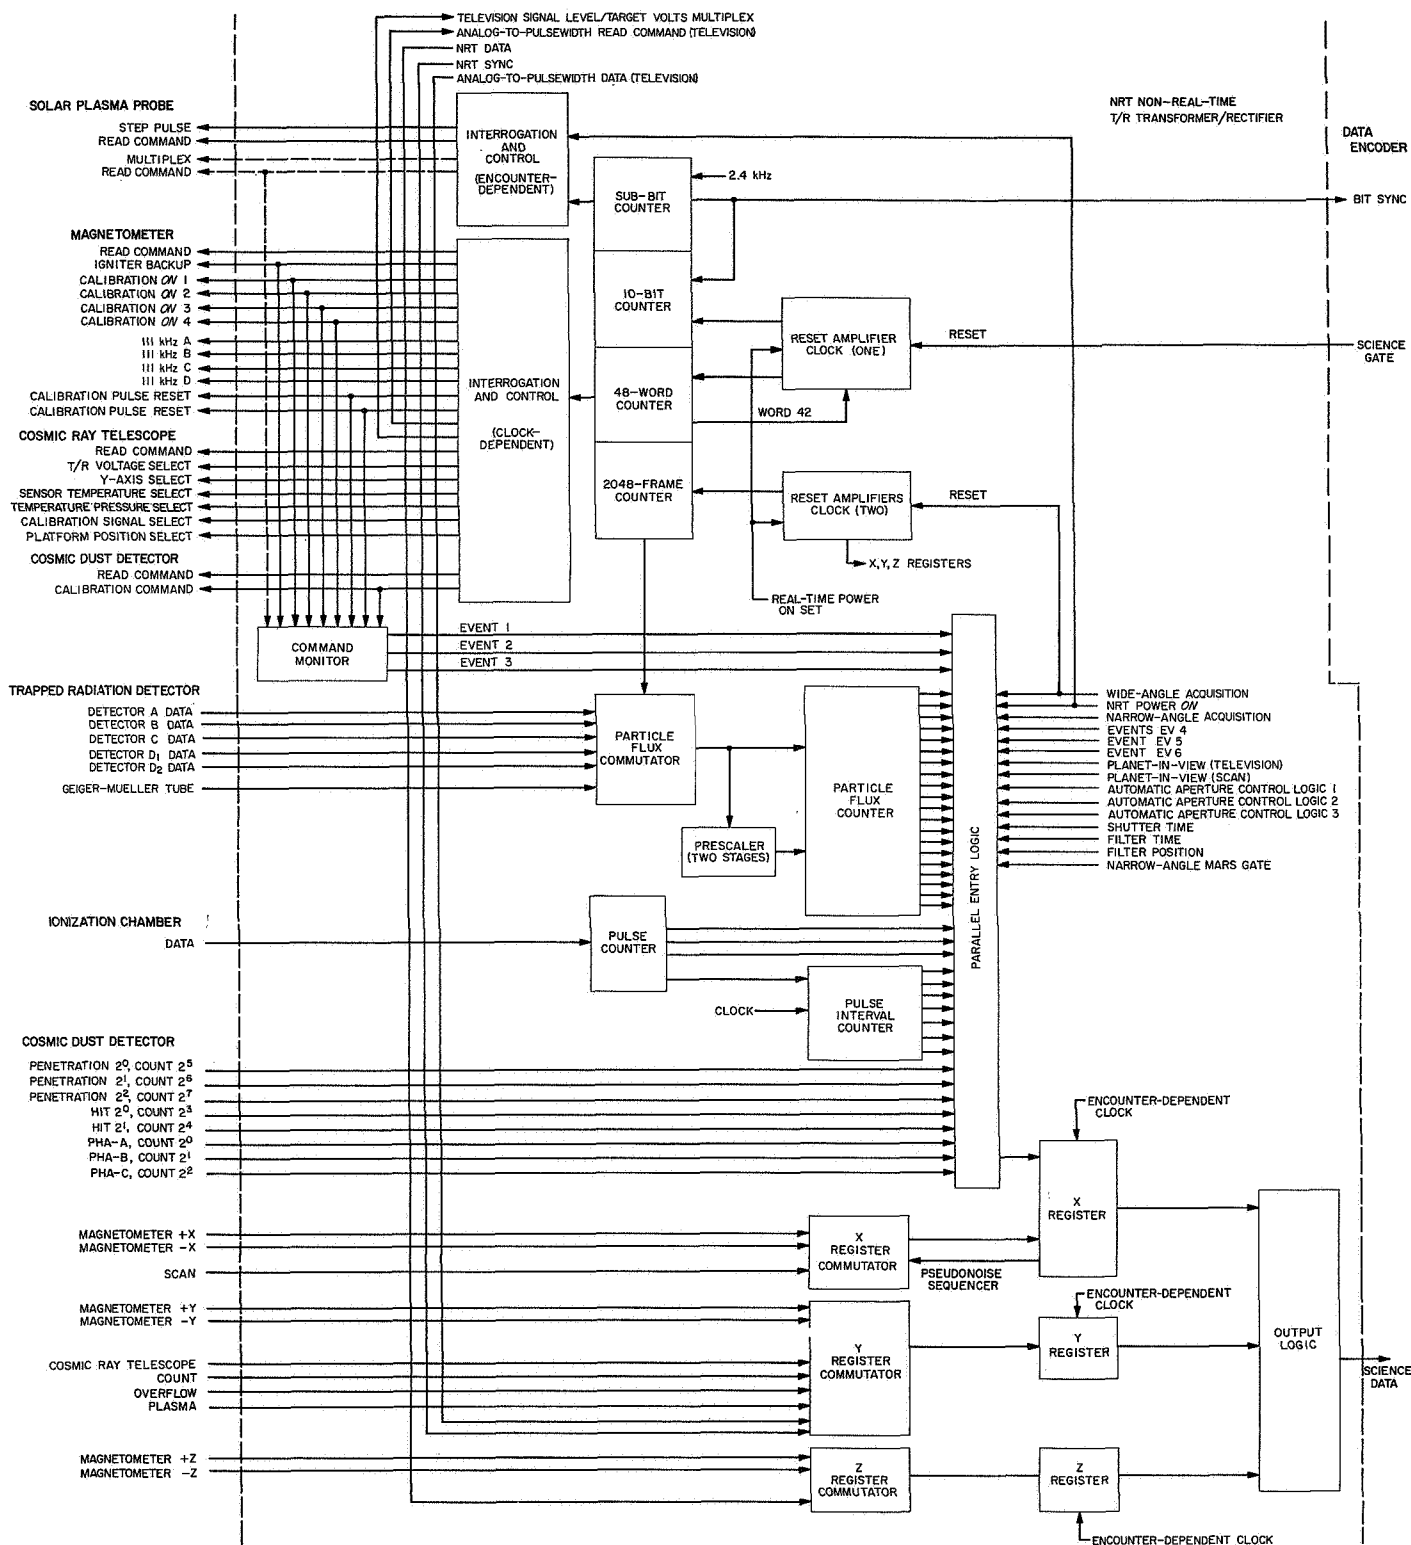 TELEVISION SIGNAL LEVEL/TARGET VOLTS MULTIPLEX
ANALOG-TO-PULSEWIDTH READ COMMAND (TELEVISION)
NRT DATA
NRT SYNC
ANALOG-TO-PULSEWIDTH DATA (TELEVISION)
NRT NON-REAL-TIME
T/R TRANSFORMER/RECTIFIER
DATA
ENCODER
SOLAR PLASMA PROBE
STEP PULSE
READ COMMAND
MULTIPLEX
READ COMMAND
INTERROGATION
AND
CONTROL
(ENCOUNTER-
DEPENDENT)
SUB-BIT
COUNTER
2.4 kHz
BIT SYNC
MAGNETOMETER
READ COMMAND
IGNITER BACKUP
CALIBRATION ON 1
CALIBRATION ON 2
CALIBRATION ON 3
CALIBRATION ON 4
111 kHz A
111 kHz B
111 kHz C
111 kHz D
CALIBRATION PULSE RESET
CALIBRATION PULSE RESET
INTERROGATION
AND CONTROL
(CLOCK-
DEPENDENT)
10-BIT
COUNTER
48-WORD
COUNTER
2048-FRAME
COUNTER
RESET AMPLIFIER
CLOCK (ONE)
RESET
SCIENCE
GATE
WORD 42
RESET AMPLIFIERS
CLOCK (TWO)
RESET
X,Y,Z REGISTERS
REAL-TIME POWER
ON SET
COSMIC RAY TELESCOPE
READ COMMAND
T/R VOLTAGE SELECT
Y-AXIS SELECT
SENSOR TEMPERATURE SELECT
TEMPERATURE PRESSURE SELECT
CALIBRATION SIGNAL SELECT
PLATFORM POSITION SELECT
COSMIC DUST DETECTOR
READ COMMAND
CALIBRATION COMMAND
COMMAND
MONITOR
EVENT 1
EVENT 2
EVENT 3
TRAPPED RADIATION DETECTOR
DETECTOR A DATA
DETECTOR B DATA
DETECTOR C DATA
DETECTOR D1 DATA
DETECTOR D2 DATA
GEIGER-MUELLER TUBE
PARTICLE
FLUX
COMMUTATOR
PRESCALER
(TWO STAGES)
PARTICLE
FLUX
COUNTER
PARALLEL ENTRY LOGIC
WIDE-ANGLE ACQUISITION
NRT POWER ON
NARROW-ANGLE ACQUISITION
EVENTS EV 4
EVENT EV 5
EVENT EV 6
PLANET-IN-VIEW (TELEVISION)
PLANET-IN-VIEW (SCAN)
AUTOMATIC APERTURE CONTROL LOGIC 1
AUTOMATIC APERTURE CONTROL LOGIC 2
AUTOMATIC APERTURE CONTROL LOGIC 3
SHUTTER TIME
FILTER TIME
FILTER POSITION
NARROW-ANGLE MARS GATE
IONIZATION CHAMBER
DATA
PULSE
COUNTER
CLOCK
PULSE
INTERVAL
COUNTER
COSMIC DUST DETECTOR
PENETRATION 2⁰, COUNT 2⁵
PENETRATION 2¹, COUNT 2⁶
PENETRATION 2², COUNT 2⁷
HIT 2⁰, COUNT 2³
HIT 2¹, COUNT 2⁴
PHA-A, COUNT 2⁰
PHA-B, COUNT 2¹
PHA-C, COUNT 2²
ENCOUNTER-DEPENDENT
CLOCK
X
REGISTER
MAGNETOMETER +X
MAGNETOMETER -X
SCAN
X
REGISTER
COMMUTATOR
PSEUDONOISE
SEQUENCER
MAGNETOMETER +Y
MAGNETOMETER -Y
COSMIC RAY TELESCOPE
COUNT
OVERFLOW
PLASMA
Y
REGISTER
COMMUTATOR
ENCOUNTER-DEPENDENT
CLOCK
Y
REGISTER
OUTPUT
LOGIC
SCIENCE
DATA
MAGNETOMETER +Z
MAGNETOMETER -Z
Z
REGISTER
COMMUTATOR
Z
REGISTER
ENCOUNTER-DEPENDENT CLOCK